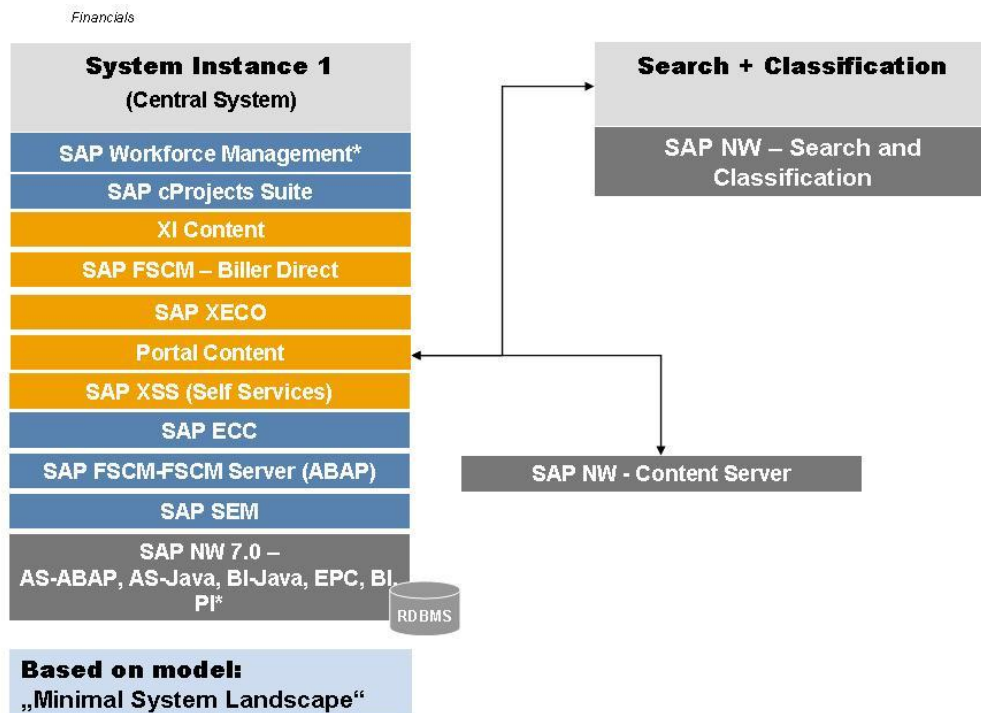 Financials
System Instance 1
(Central System)
SAP Workforce Management*
SAP cProjects Suite
XI Content
SAP FSCM – Biller Direct
SAP XECO
Portal Content
SAP XSS (Self Services)
SAP ECC
SAP FSCM-FSCM Server (ABAP)
SAP SEM
SAP NW 7.0 –
AS-ABAP, AS-Java, BI-Java, EPC, BI,
PI*
RDBMS
Based on model:
„Minimal System Landscape“
Search + Classification
SAP NW – Search and
Classification
SAP NW - Content Server